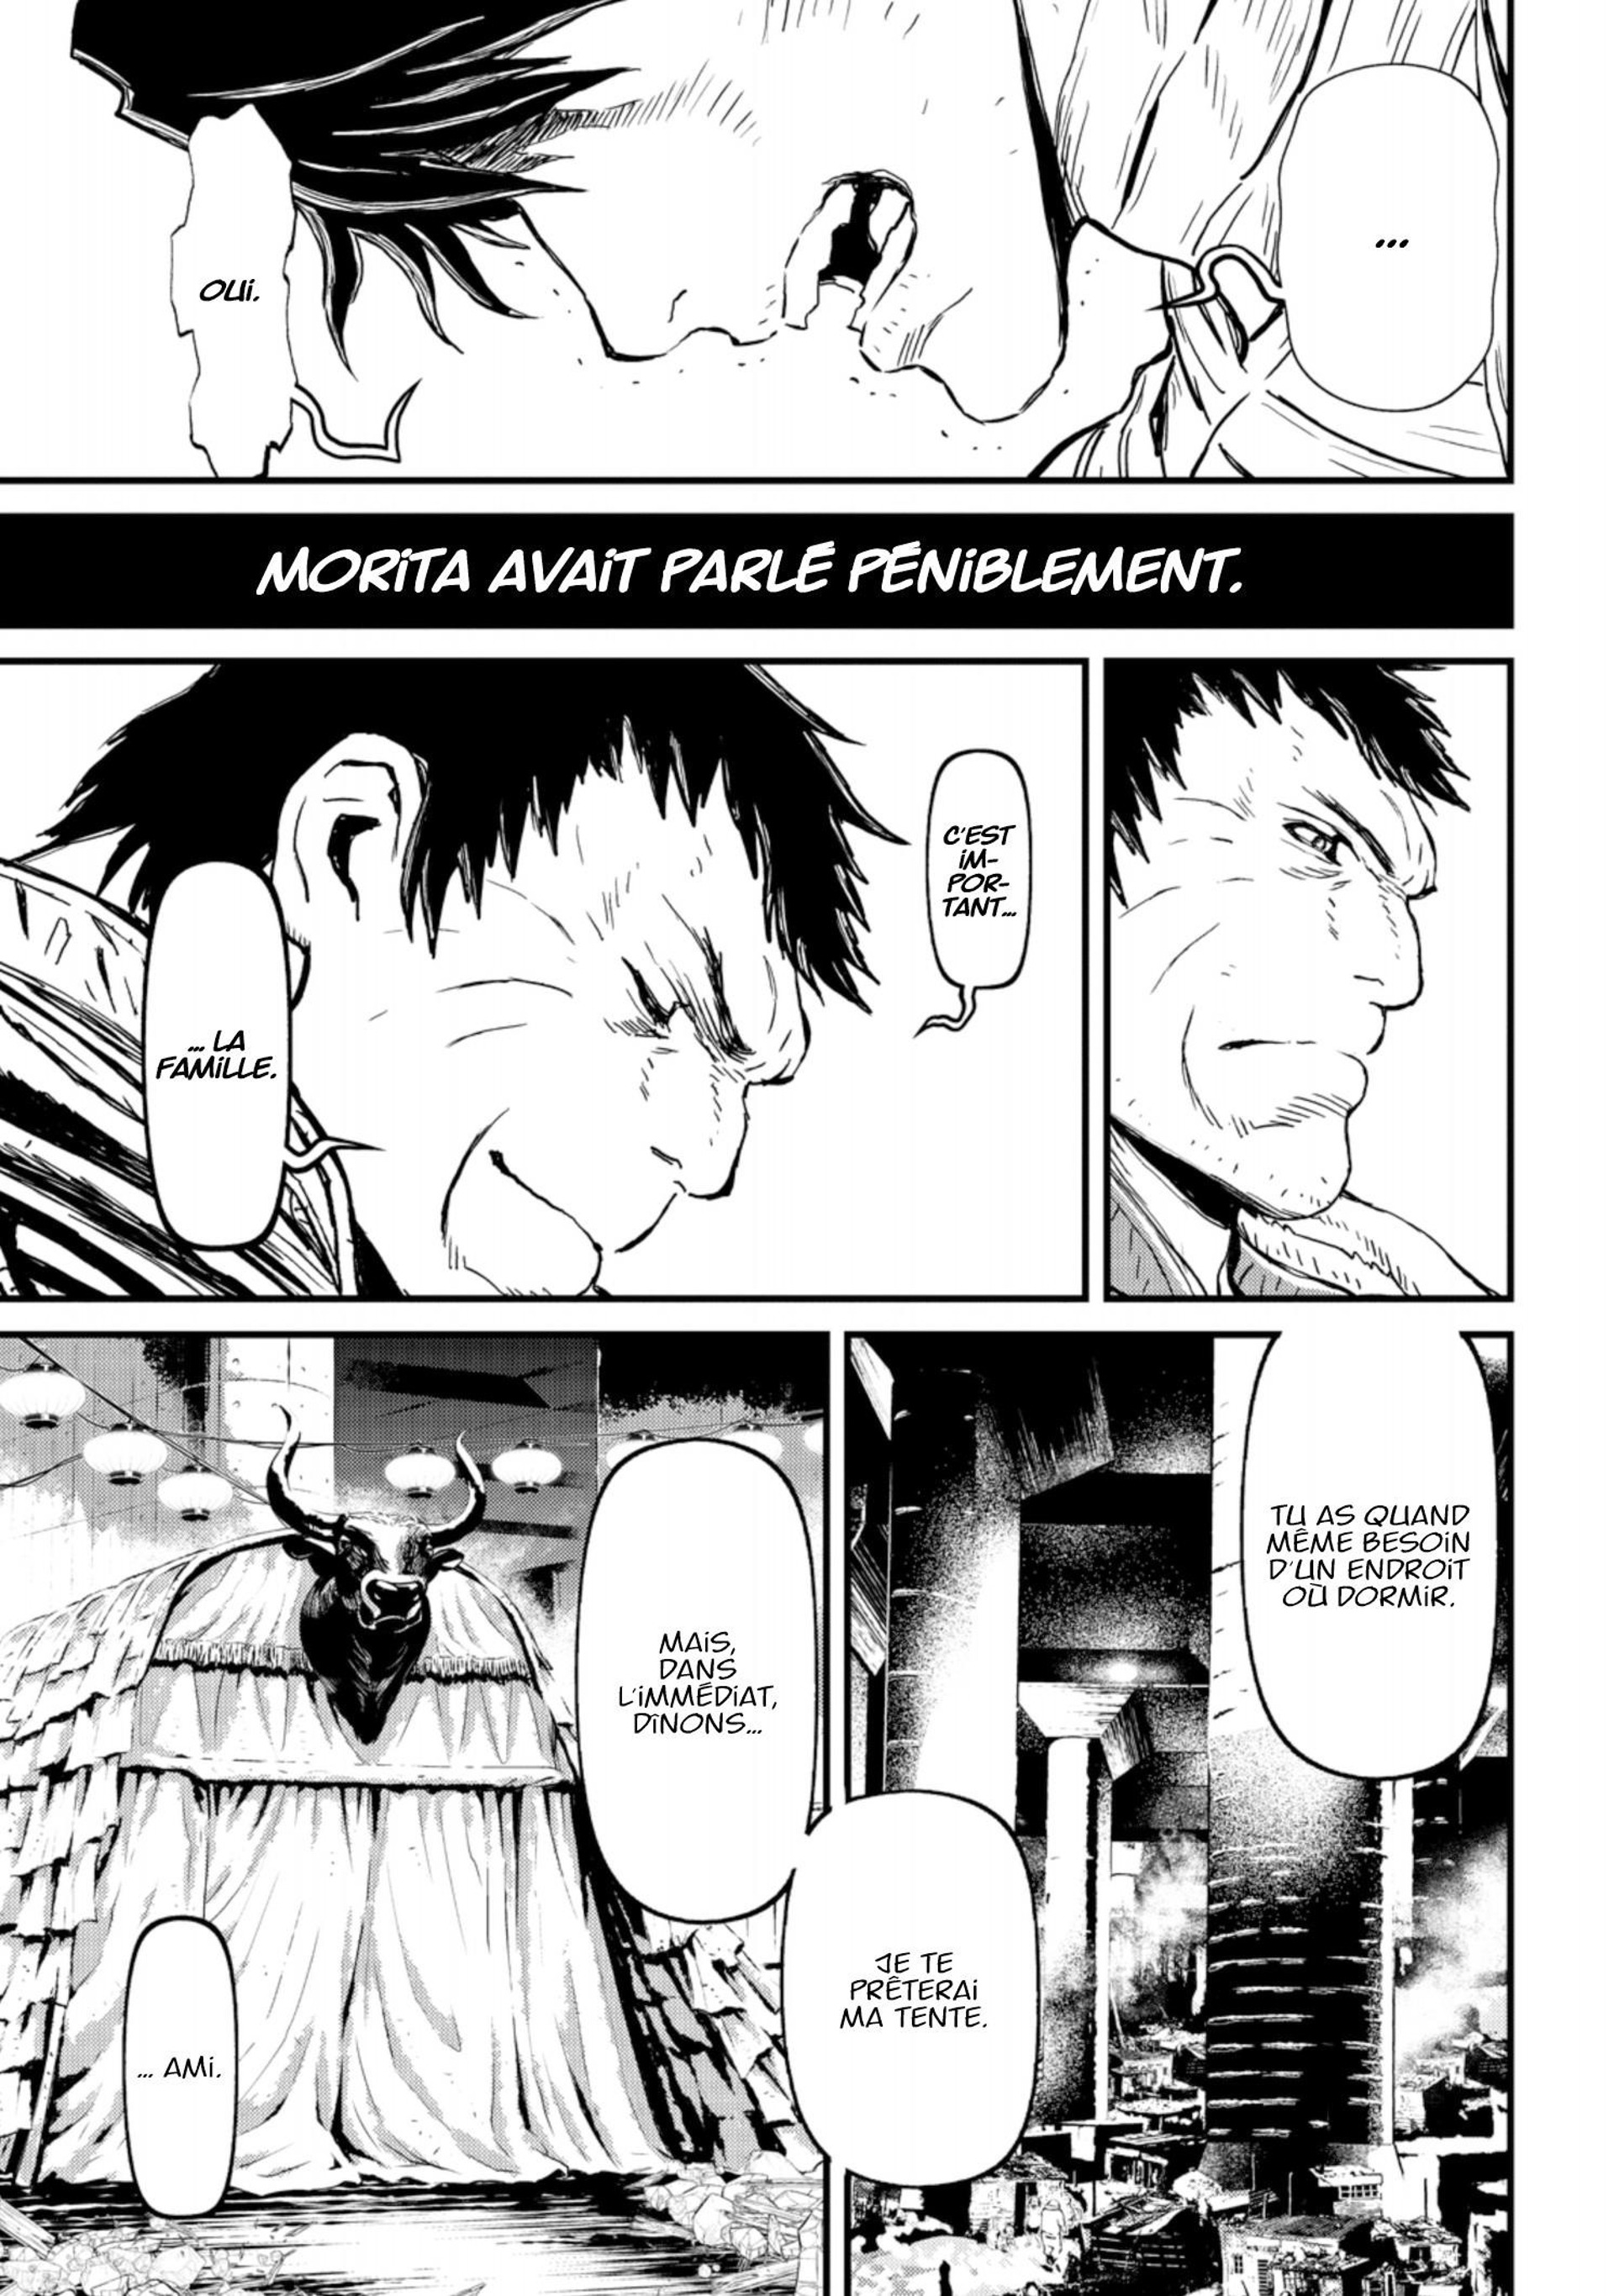 ...
OUI.
MORITA AVAIT PARLÉ PÉNIBLEMENT.
C'EST
IM-
POR-
TANT...
... LA
FAMILLE.
TU AS QUAND
MÊME BESOIN
D'UN ENDROIT
OÙ DORMIR.
JE TE
PRÊTERAI
MA TENTE.
MAIS,
DANS
L'IMMÉDIAT,
DÎNONS...
... AMI.